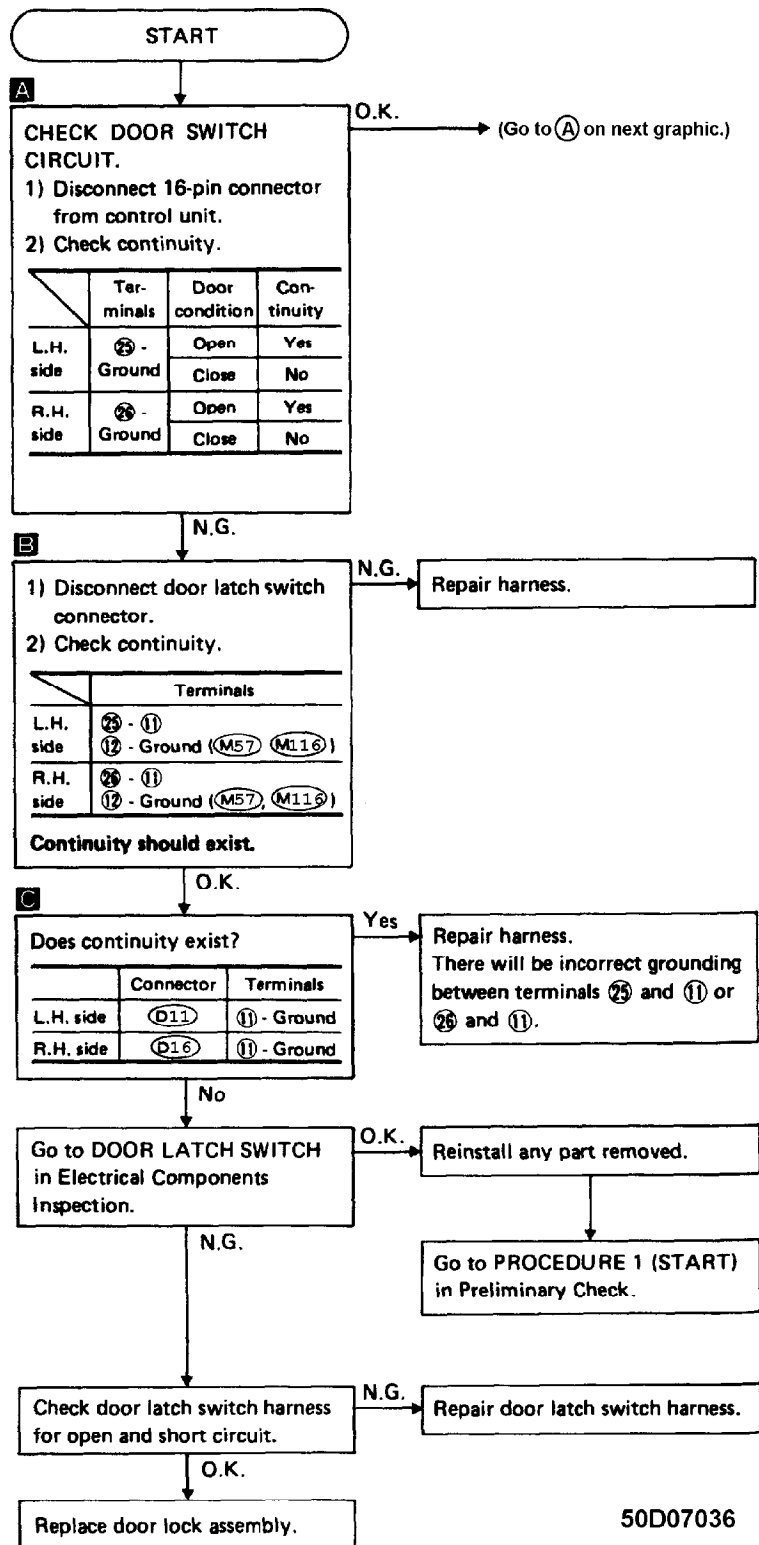 START
A
O.K.
(Go to Ⓐ on next graphic.)
CHECK DOOR SWITCH
CIRCUIT.
1) Disconnect 16-pin connector
from control unit.
2) Check continuity.
Ter-
minals
Door
condition
Con-
tinuity
L.H.
side
㉕ -
Ground
Open
Yes
Close
No
R.H.
side
㉖ -
Ground
Open
Yes
Close
No
N.G.
B
1) Disconnect door latch switch
connector.
2) Check continuity.
Terminals
L.H.
side
㉕ - ⑪
⑫ - Ground (M57 M116)
R.H.
side
㉖ - ⑪
⑫ - Ground (M57, M116)
Continuity should exist.
N.G.
Repair harness.
O.K.
C
Does continuity exist?
Connector Terminals
L.H. side D11 ⑪ - Ground
R.H. side D16 ⑪ - Ground
Yes
Repair harness.
There will be incorrect grounding
between terminals ㉕ and ⑪ or
㉖ and ⑪.
No
Go to DOOR LATCH SWITCH
in Electrical Components
Inspection.
O.K.
Reinstall any part removed.
Go to PROCEDURE 1 (START)
in Preliminary Check.
N.G.
Check door latch switch harness
for open and short circuit.
N.G.
Repair door latch switch harness.
O.K.
Replace door lock assembly.
50D07036